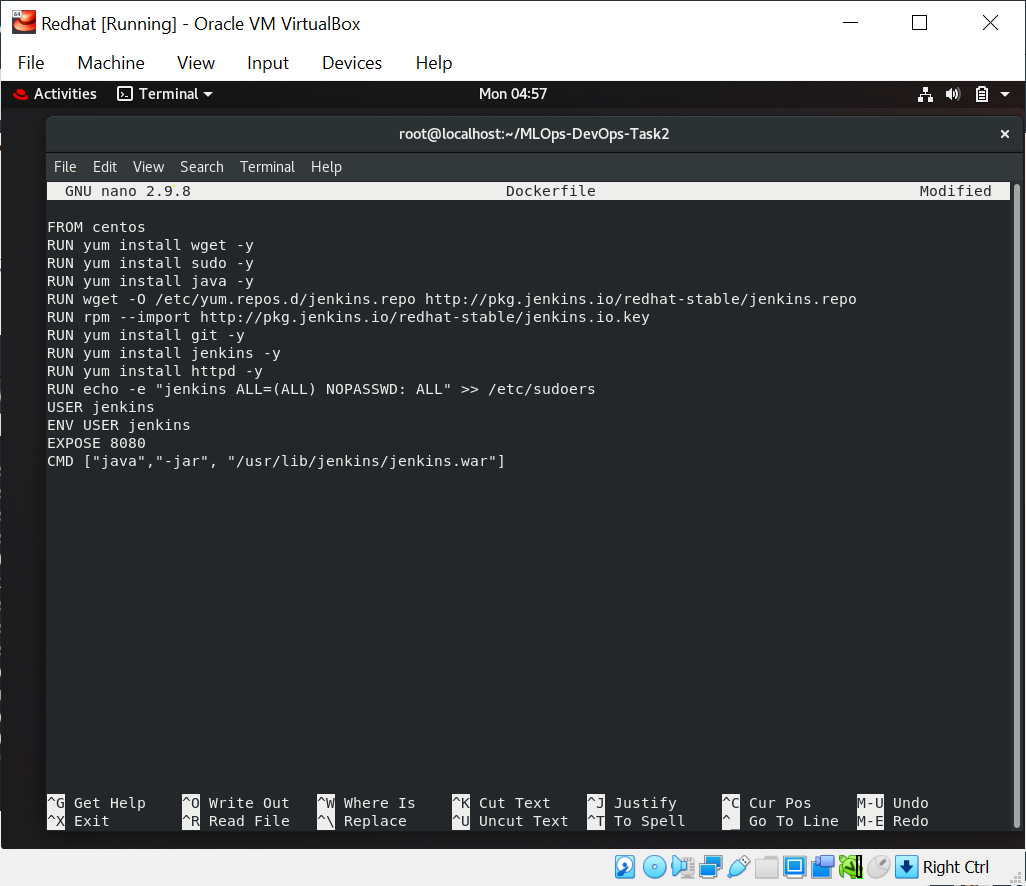 Redhat [Running] - Oracle VM VirtualBox
File Machine View Input Devices Help
Activities Terminal Mon 04:57
root@localhost:~/MLOps-DevOps-Task2
File Edit View Search Terminal Help
GNU nano 2.9.8 Dockerfile Modified
FROM centos
RUN yum install wget -y
RUN yum install sudo -y
RUN yum install java -y
RUN wget -O /etc/yum.repos.d/jenkins.repo http://pkg.jenkins.io/redhat-stable/jenkins.repo
RUN rpm --import http://pkg.jenkins.io/redhat-stable/jenkins.io.key
RUN yum install git -y
RUN yum install jenkins -y
RUN yum install httpd -y
RUN echo -e "jenkins ALL=(ALL) NOPASSWD: ALL" >> /etc/sudoers
USER jenkins
ENV USER jenkins
EXPOSE 8080
CMD ["java","-jar", "/usr/lib/jenkins/jenkins.war"]
^G Get Help ^O Write Out ^W Where Is ^K Cut Text ^J Justify ^C Cur Pos M-U Undo
^X Exit ^R Read File ^\ Replace ^U Uncut Text ^T To Spell ^_ Go To Line M-E Redo
Right Ctrl